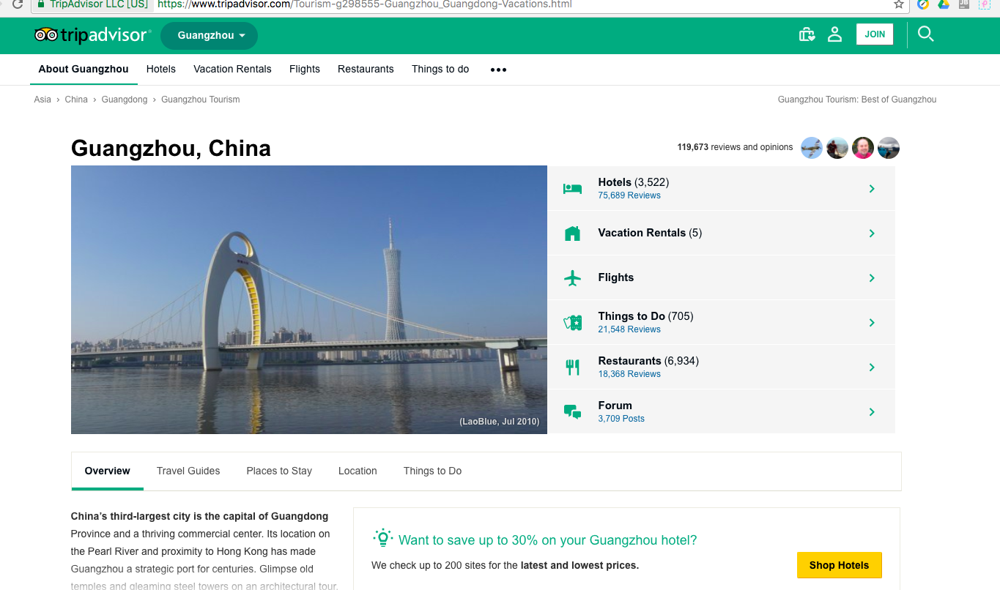 TripAdvisor LLC [US]
https://www.tripadvisor.com/Tourism-g298555-Guangzhou_Guangdong-Vacations.html
JB
tripadvisor®
Guangzhou
JOIN
About Guangzhou
Hotels
Vacation Rentals
Flights
Restaurants
Things to do
Asia › China › Guangdong › Guangzhou Tourism
Guangzhou Tourism: Best of Guangzhou
Guangzhou, China
119,673 reviews and opinions
(LaoBlue, Jul 2010)
Hotels (3,522)
75,689 Reviews
Vacation Rentals (5)
Flights
Things to Do (705)
21,548 Reviews
Restaurants (6,934)
18,368 Reviews
Forum
3,709 Posts
Overview
Travel Guides
Places to Stay
Location
Things to Do
China’s third-largest city is the capital of Guangdong
Province and a thriving commercial center. Its location on
the Pearl River and proximity to Hong Kong has made
Guangzhou a strategic port for centuries. Glimpse old
temples and gleaming steel towers on an architectural tour.
Want to save up to 30% on your Guangzhou hotel?
We check up to 200 sites for the latest and lowest prices.
Shop Hotels